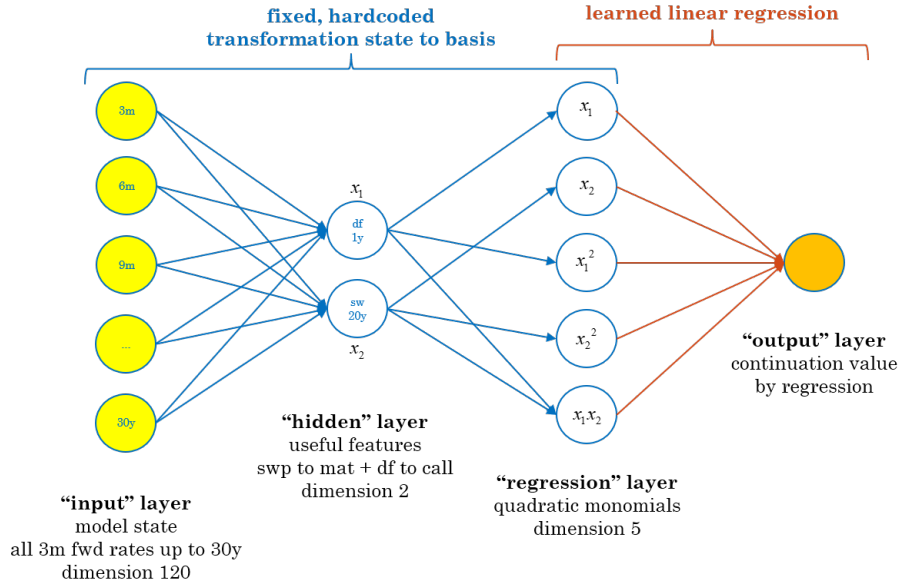 fixed, hardcoded
transformation state to basis
learned linear regression
3m
6m
9m
...
30y
x₁
df
1y
sw
20y
x₂
x₁
x₂
x₁²
x₂²
x₁x₂
“input” layer
model state
all 3m fwd rates up to 30y
dimension 120
“hidden” layer
useful features
swp to mat + df to call
dimension 2
“regression” layer
quadratic monomials
dimension 5
“output” layer
continuation value
by regression